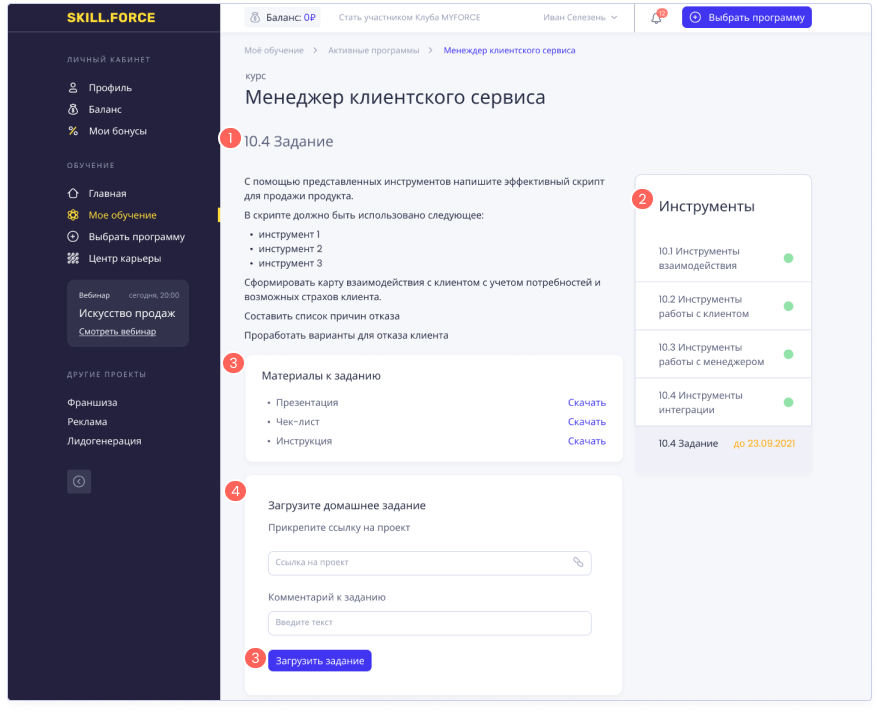 SKILL.FORCE
Баланс: 0₽
Стать участником Клуба MYFORCE
Иван Селезень
12
Выбрать программу
ЛИЧНЫЙ КАБИНЕТ
Профиль
Баланс
Мои бонусы
ОБУЧЕНИЕ
Главная
Мое обучение
Выбрать программу
Центр карьеры
Вебинар сегодня, 20:00
Искусство продаж
Смотреть вебинар
ДРУГИЕ ПРОЕКТЫ
Франшиза
Реклама
Лидогенерация
Моё обучение > Активные программы > Менеждер клиентского сервиса
курс
Менеджер клиентского сервиса
1
10.4 Задание
С помощью представленных инструментов напишите эффективный скрипт
для продажи продукта.
В скрипте должно быть использовано следующее:
• инструмент 1
• инстурмент 2
• инструмент 3
Сформировать карту взаимодействия с клиентом с учетом потребностей и
возможных страхов клиента.
Составить список причин отказа
Проработать варианты для отказа клиента
3
Материалы к заданию
• Презентация Скачать
• Чек-лист Скачать
• Инструкция Скачать
4
Загрузите домашнее задание
Прикрепите ссылку на проект
Ссылка на проект
Комментарий к заданию
Введите текст
3
Загрузить задание
2
Инструменты
10.1 Инструменты
взаимодействия
10.2 Инструменты
работы с клиентом
10.3 Инструменты
работы с менеджером
10.4 Инструменты
интеграции
10.4 Задание до 23.09.2021